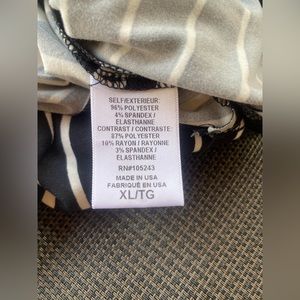 SELF/EXTERIEUR:
96% POLYESTER
4% SPANDEX /
ELASTHANNE
CONTRAST / CONTRASTE:
87% POLYESTER
10% RAYON / RAYONNE
3% SPANDEX /
ELASTHANNE
RN#105243
MADE IN USA
FABRIQUÉ EN USA
XL/TG